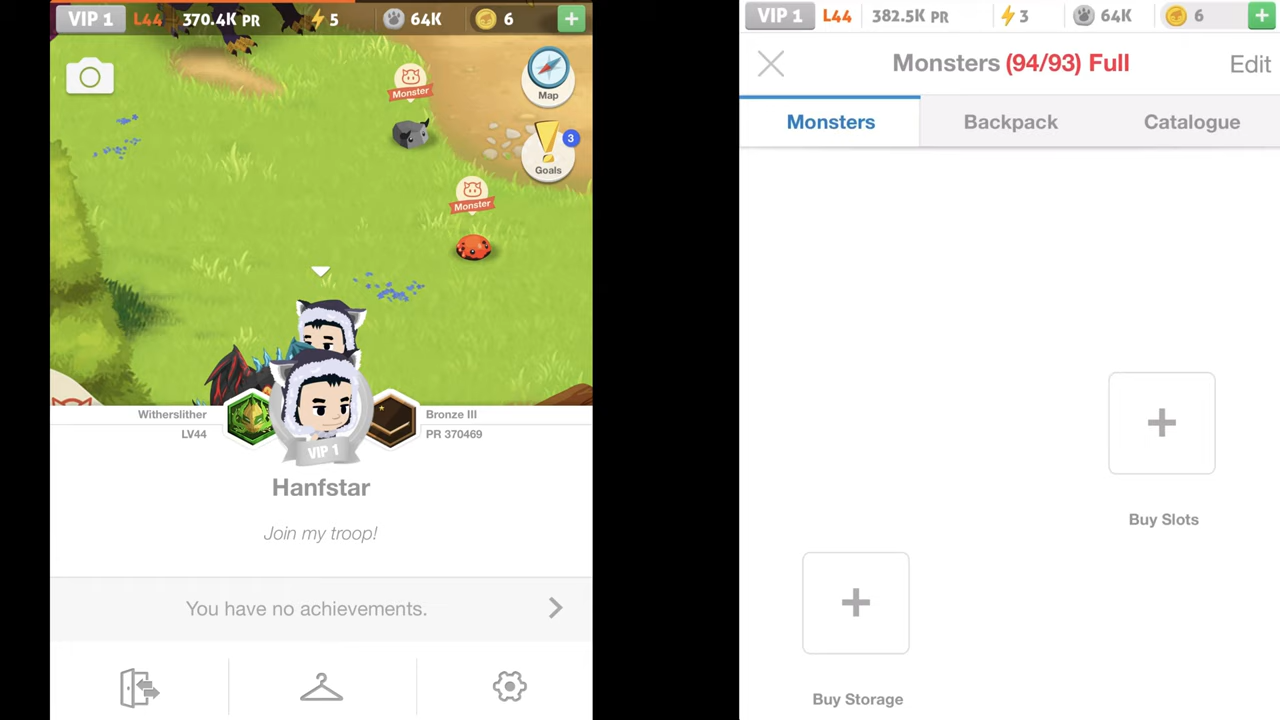 VIP 1 L44 370.4K PR 5 64K 6 +
Monster
Map
3
Goals
Monster
Witherslither
LV44
Bronze III
PR 370469
VIP 1
Hanfstar
Join my troop!
You have no achievements.
VIP 1 L44 382.5K PR 3 64K 6 +
Monsters (94/93) Full
Edit
Monsters
Backpack
Catalogue
+
Buy Slots
+
Buy Storage